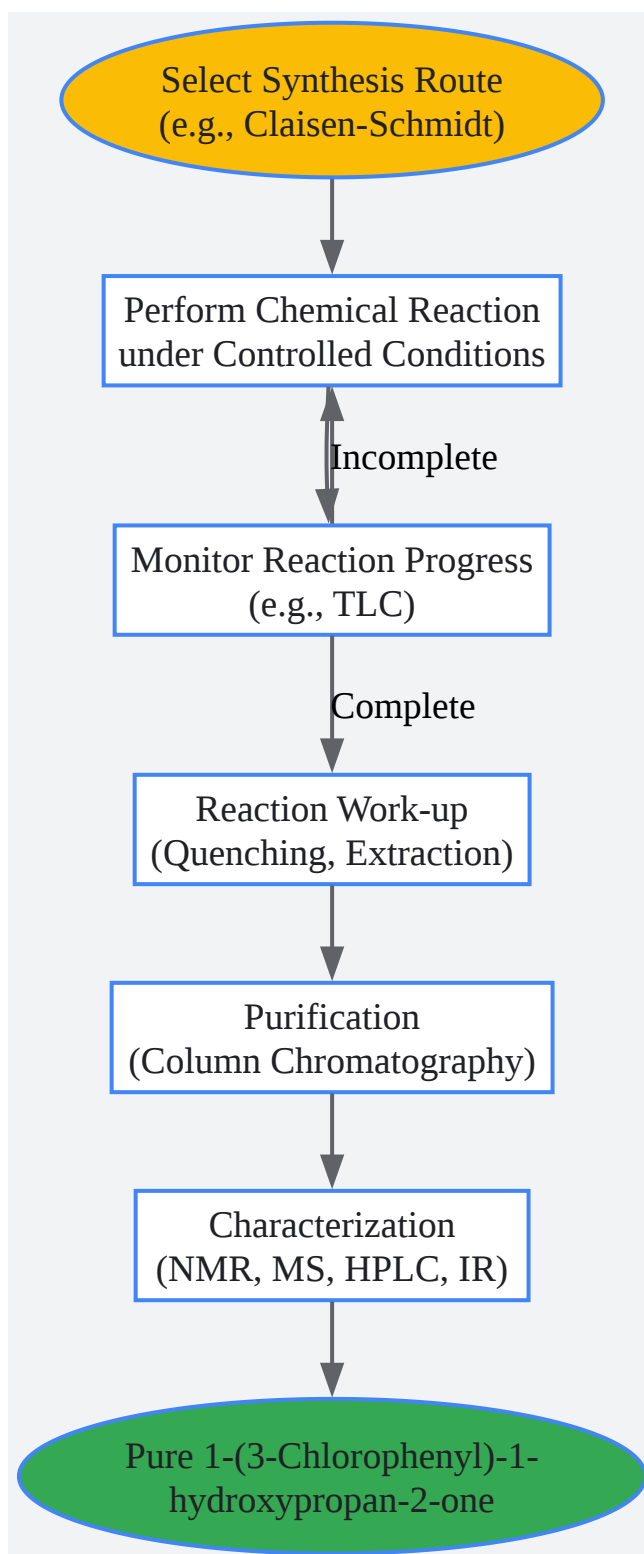 Select Synthesis Route
(e.g., Claisen-Schmidt)
Perform Chemical Reaction
under Controlled Conditions
Incomplete
Monitor Reaction Progress
(e.g., TLC)
Complete
Reaction Work-up
(Quenching, Extraction)
Purification
(Column Chromatography)
Characterization
(NMR, MS, HPLC, IR)
Pure 1-(3-Chlorophenyl)-1-
hydroxypropan-2-one